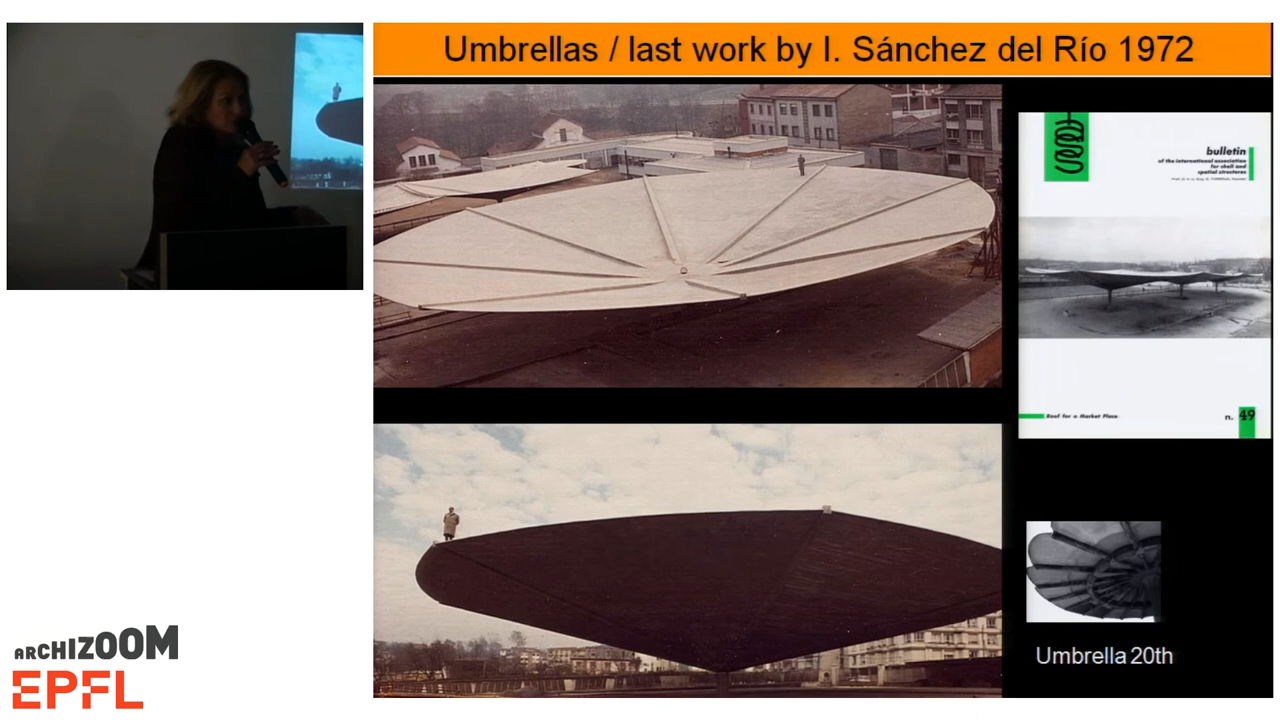 Umbrellas / last work by I. Sánchez del Río 1972
bulletin
of the international association
for shell and
spatial structures
Roof for a Market Place
n. 49
Umbrella 20th
ARCHIZOOM
EPFL